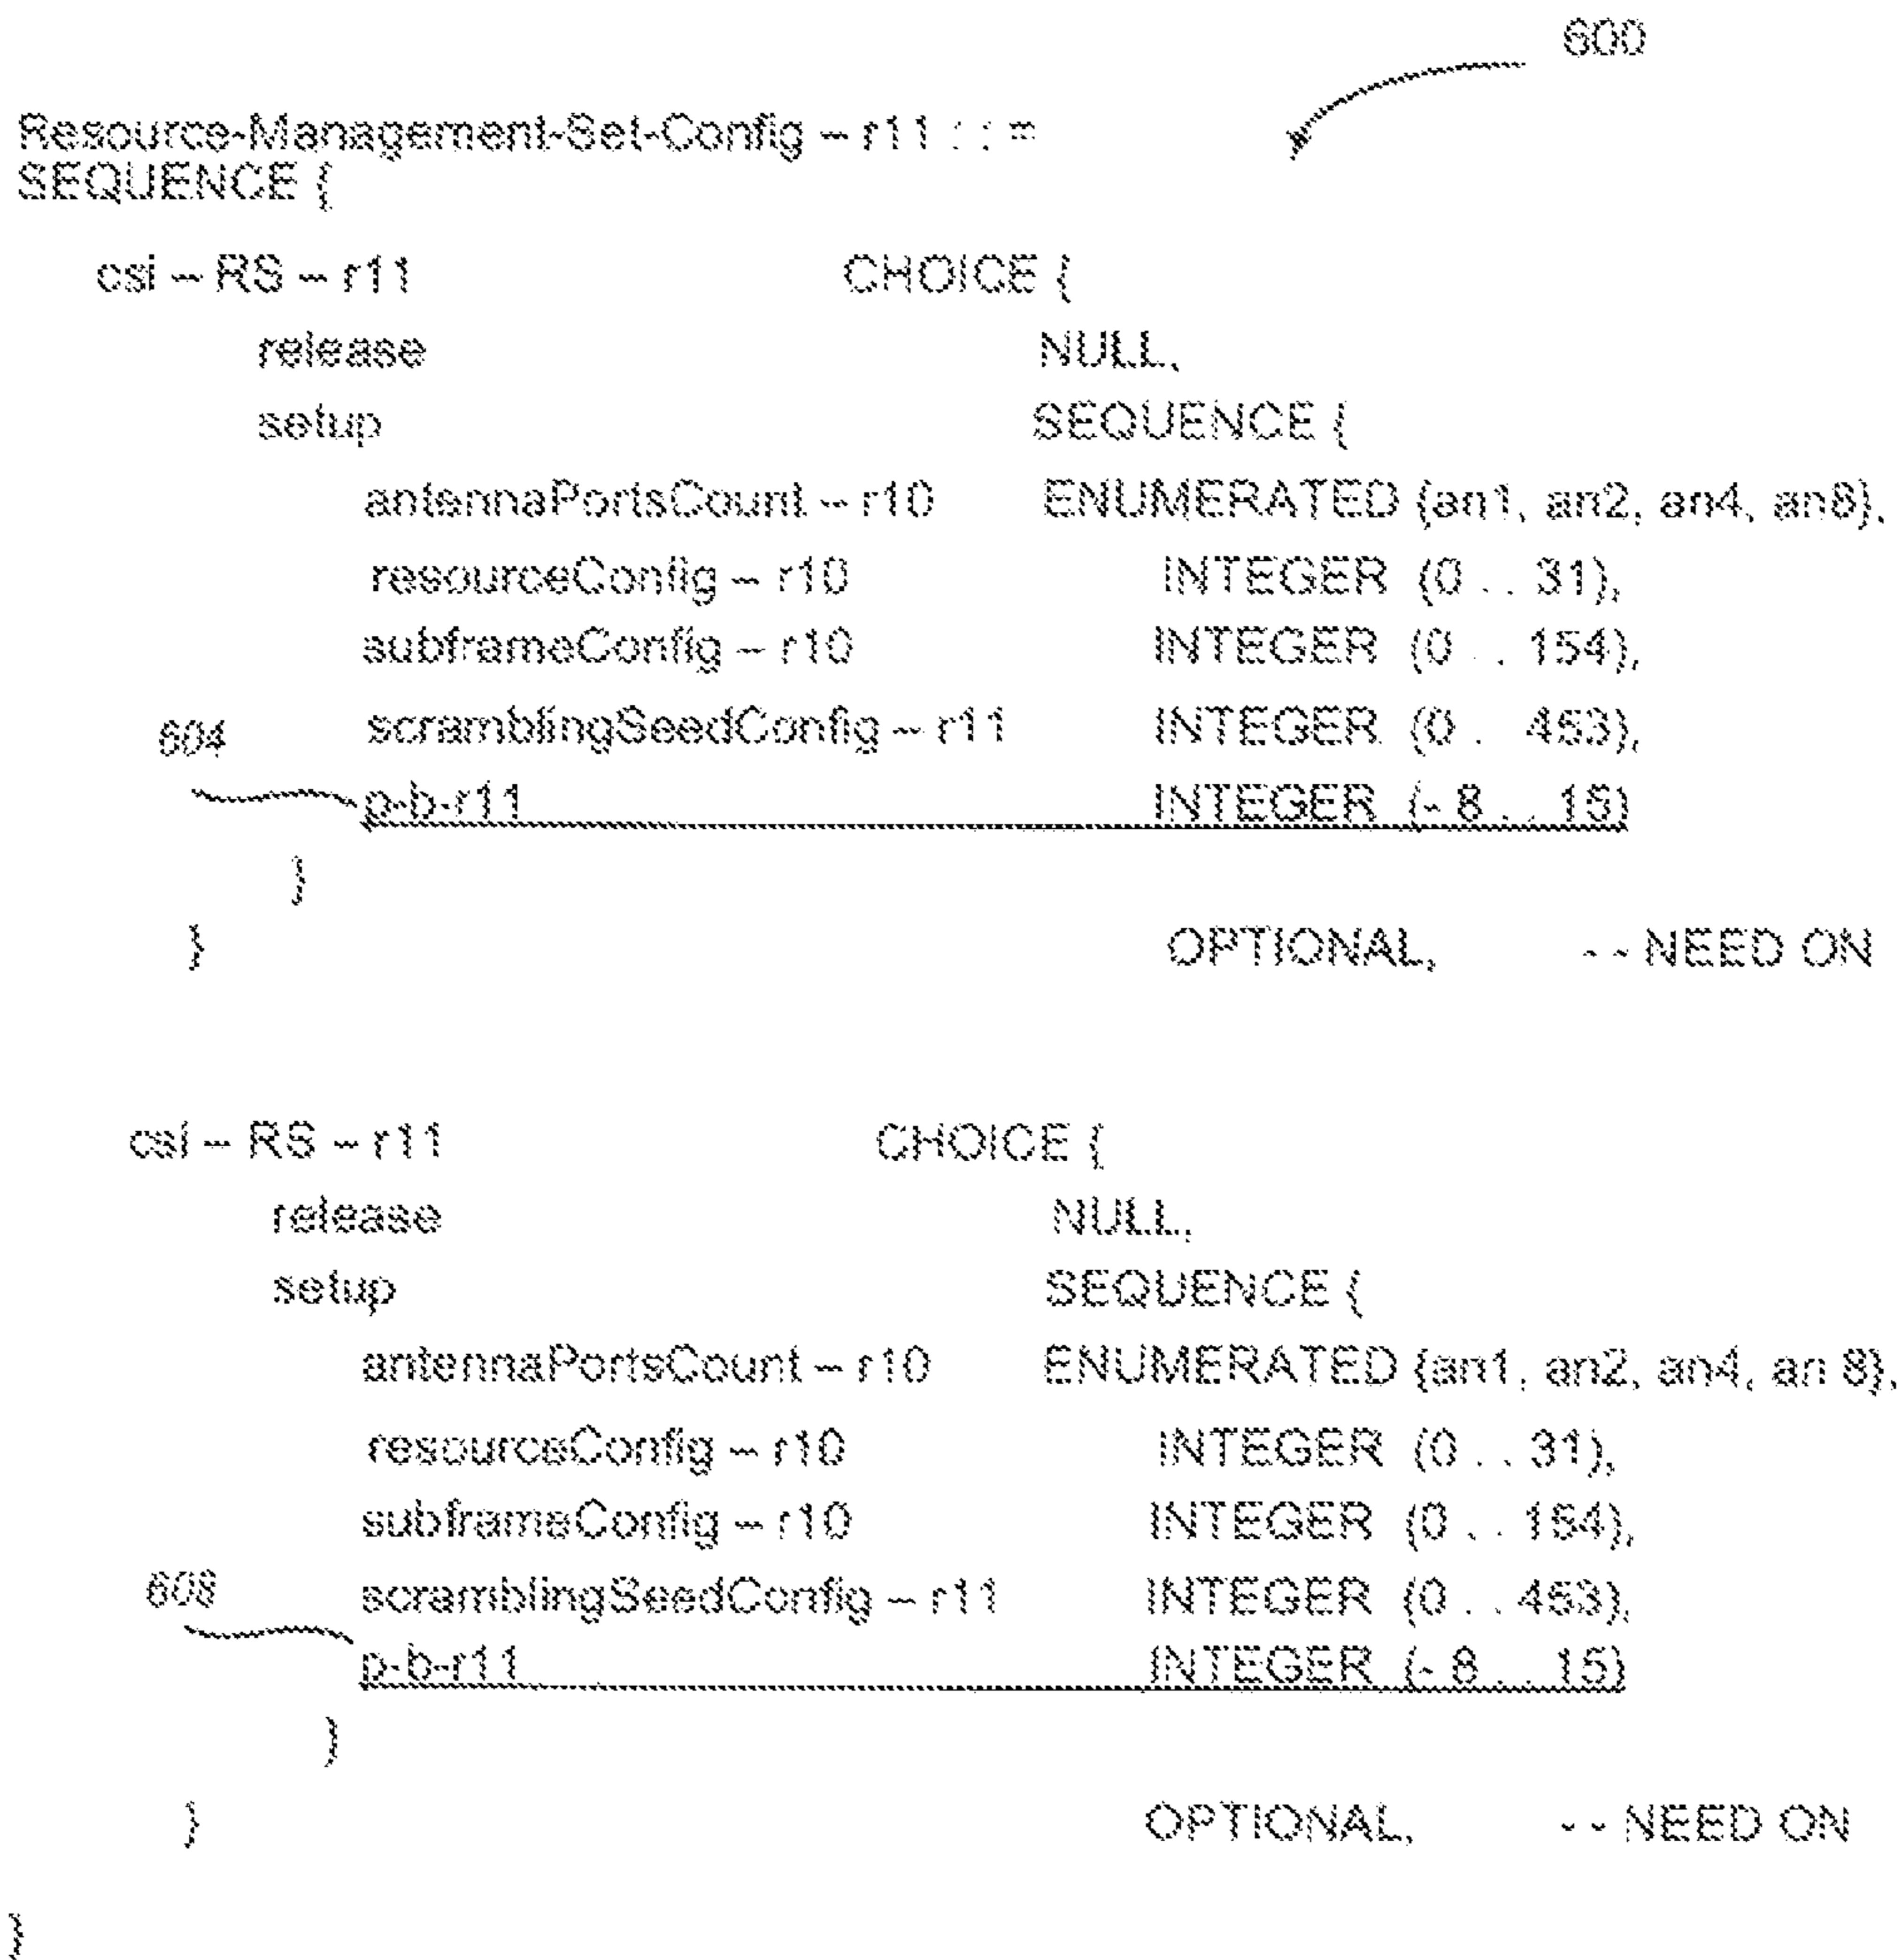 600
Resource-Management-Set-Config – r11 : : =
SEQUENCE {
csi – RS – r11 CHOICE {
release NULL,
setup SEQUENCE {
antennaPortsCount – r10 ENUMERATED {an1, an2, an4, an8},
resourceConfig – r10 INTEGER (0 . . 31),
subframeConfig – r10 INTEGER (0 . . 154),
604 scramblingSeedConfig – r11 INTEGER (0 . 453),
p-b-r11 INTEGER (- 8 . . 15)
}
} OPTIONAL, - - NEED ON
csi – RS – r11 CHOICE {
release NULL,
setup SEQUENCE {
antennaPortsCount – r10 ENUMERATED {an1, an2, an4, an 8},
resourceConfig – r10 INTEGER (0 . . 31),
subframeConfig – r10 INTEGER (0 . . 154),
608 scramblingSeedConfig – r11 INTEGER (0 . . 453),
p-b-r11 INTEGER (- 8 . . 15)
}
} OPTIONAL, - - NEED ON
}